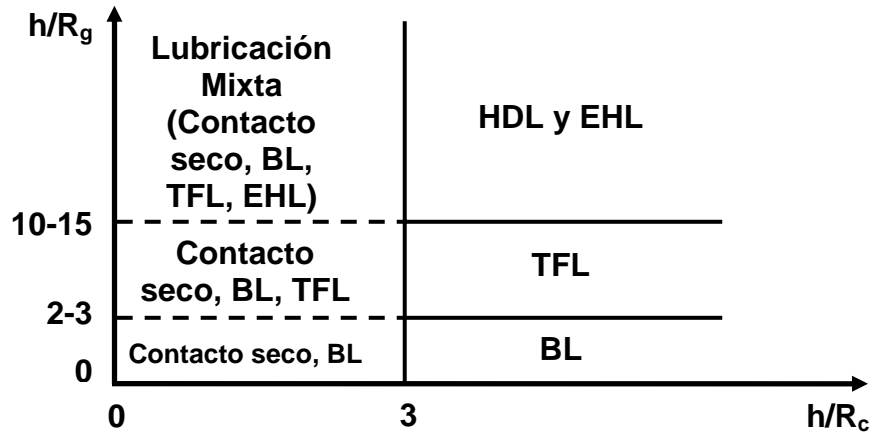 h/Rg
Lubricación
Mixta
(Contacto
seco, BL,
TFL, EHL)
HDL y EHL
10-15
Contacto
seco, BL, TFL
TFL
2-3
Contacto seco, BL
BL
0
0
3
h/Rc